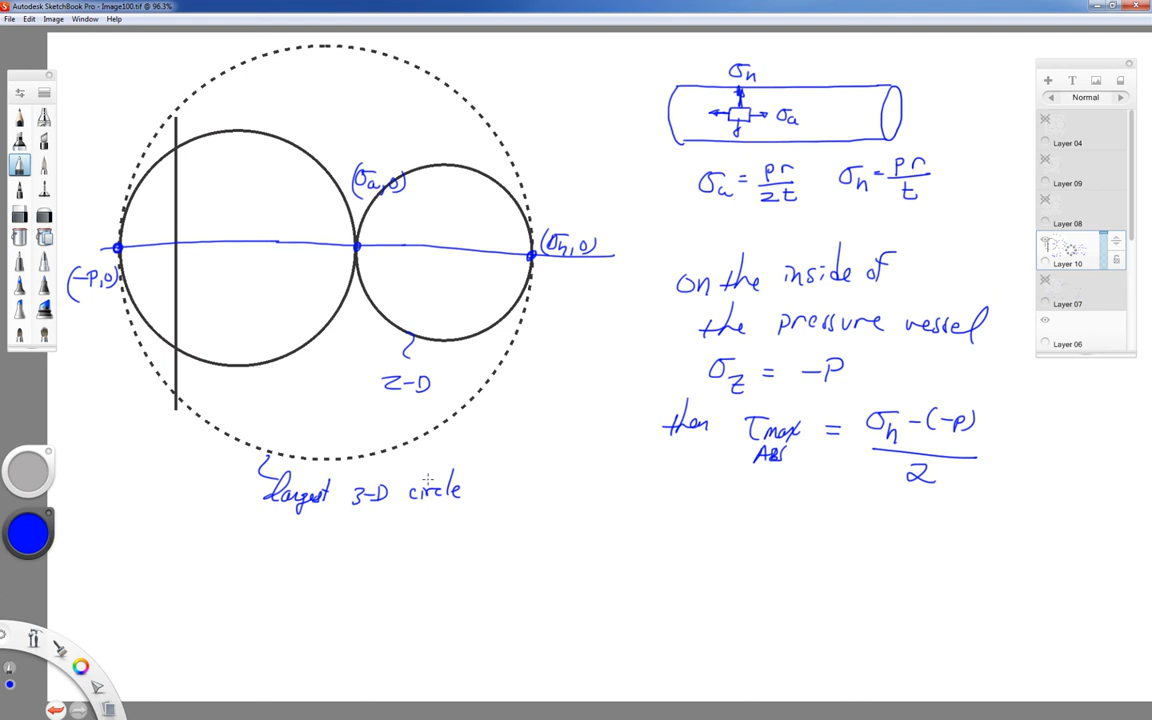 Autodesk SketchBook Pro - Image100.tif @ 96.3%
File Edit Image Window Help
(σa, 0)
(σh, 0)
(-P, 0)
2-D
largest 3-D circle
σh
σa
σa = pr/2t σh = pr/t
on the inside of
the pressure vessel
σz = -P
then τmax ABS = σh -(-p) / 2
T
Normal
Layer 04
Layer 09
Layer 08
Layer 10
Layer 07
Layer 06